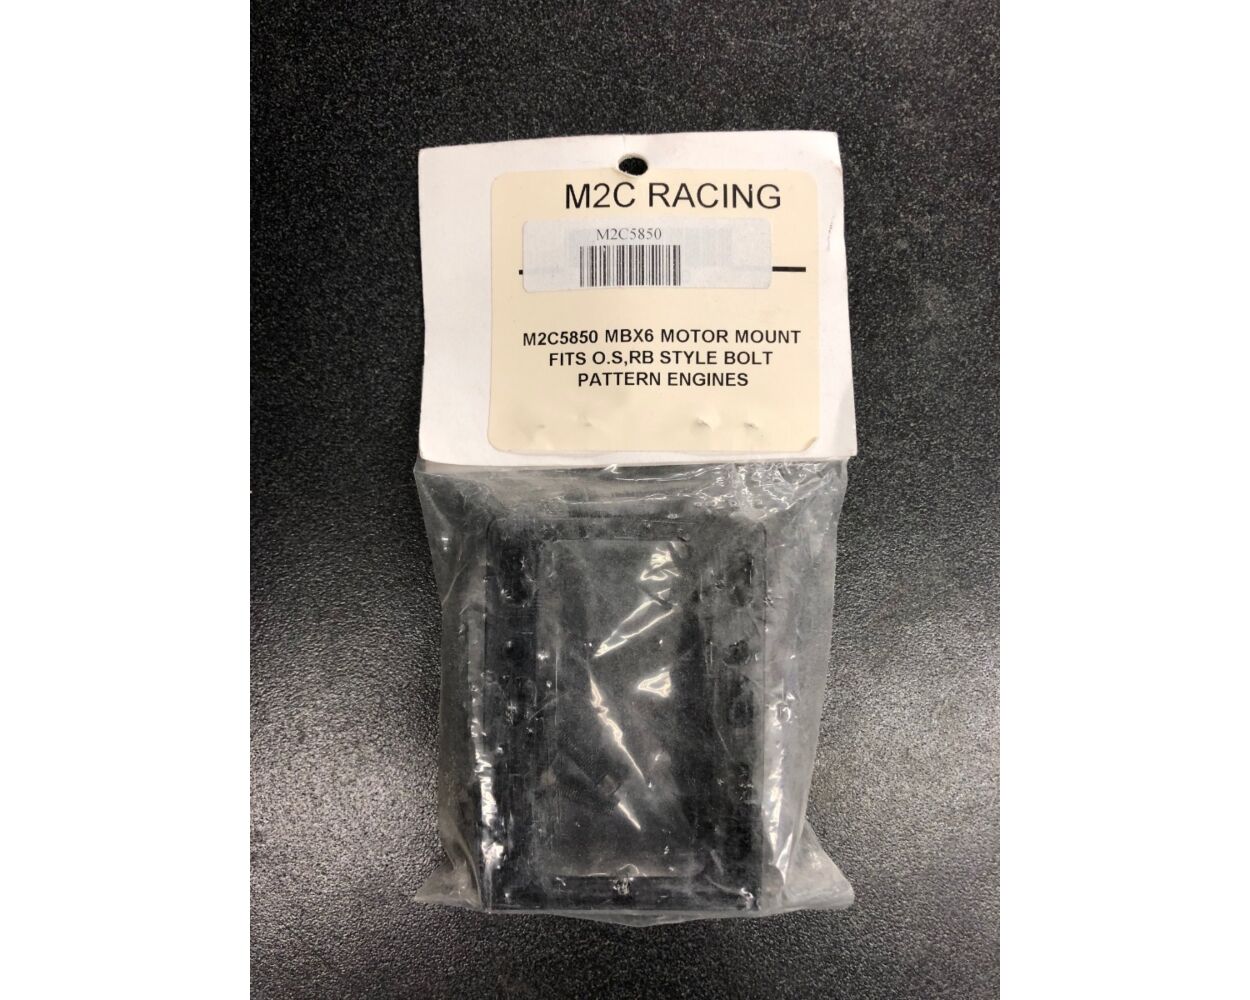 M2C RACING
M2C5850
M2C5850 MBX6 MOTOR MOUNT
FITS O.S,RB STYLE BOLT
PATTERN ENGINES